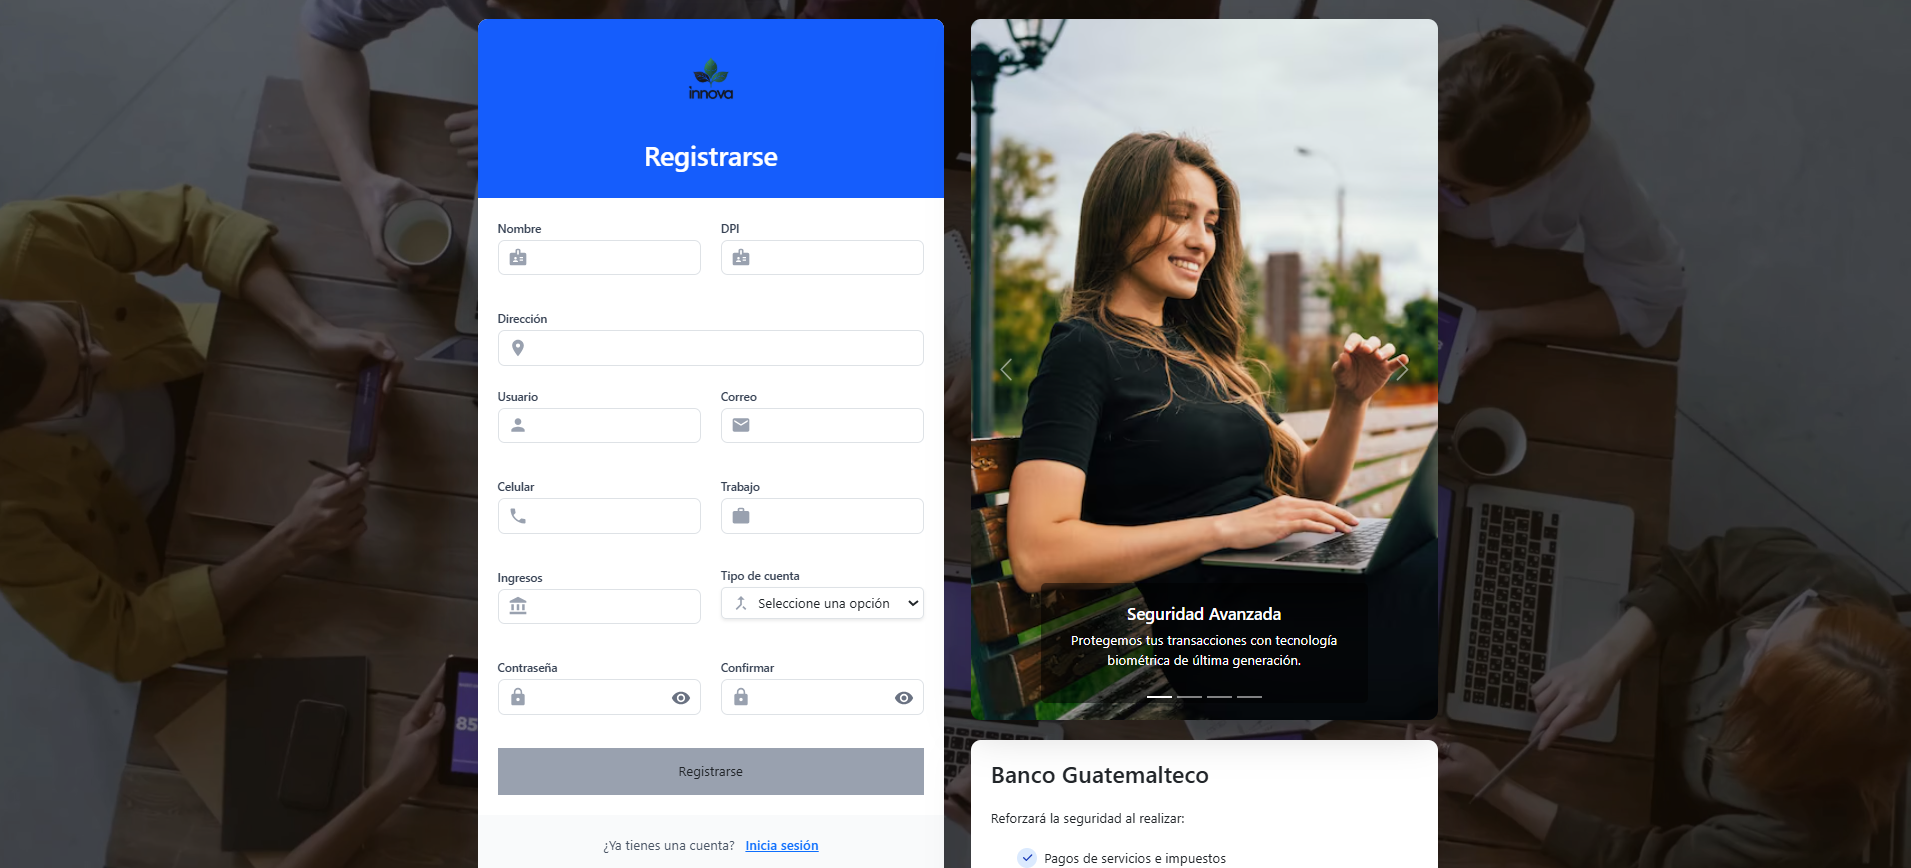 innova
Registrarse
Nombre
DPI
Dirección
Usuario
Correo
Celular
Trabajo
Ingresos
Tipo de cuenta
Seleccione una opción
Contraseña
Confirmar
Registrarse
¿Ya tienes una cuenta? Inicia sesión
Seguridad Avanzada
Protegemos tus transacciones con tecnología
biométrica de última generación.
Banco Guatemalteco
Reforzará la seguridad al realizar:
Pagos de servicios e impuestos
85